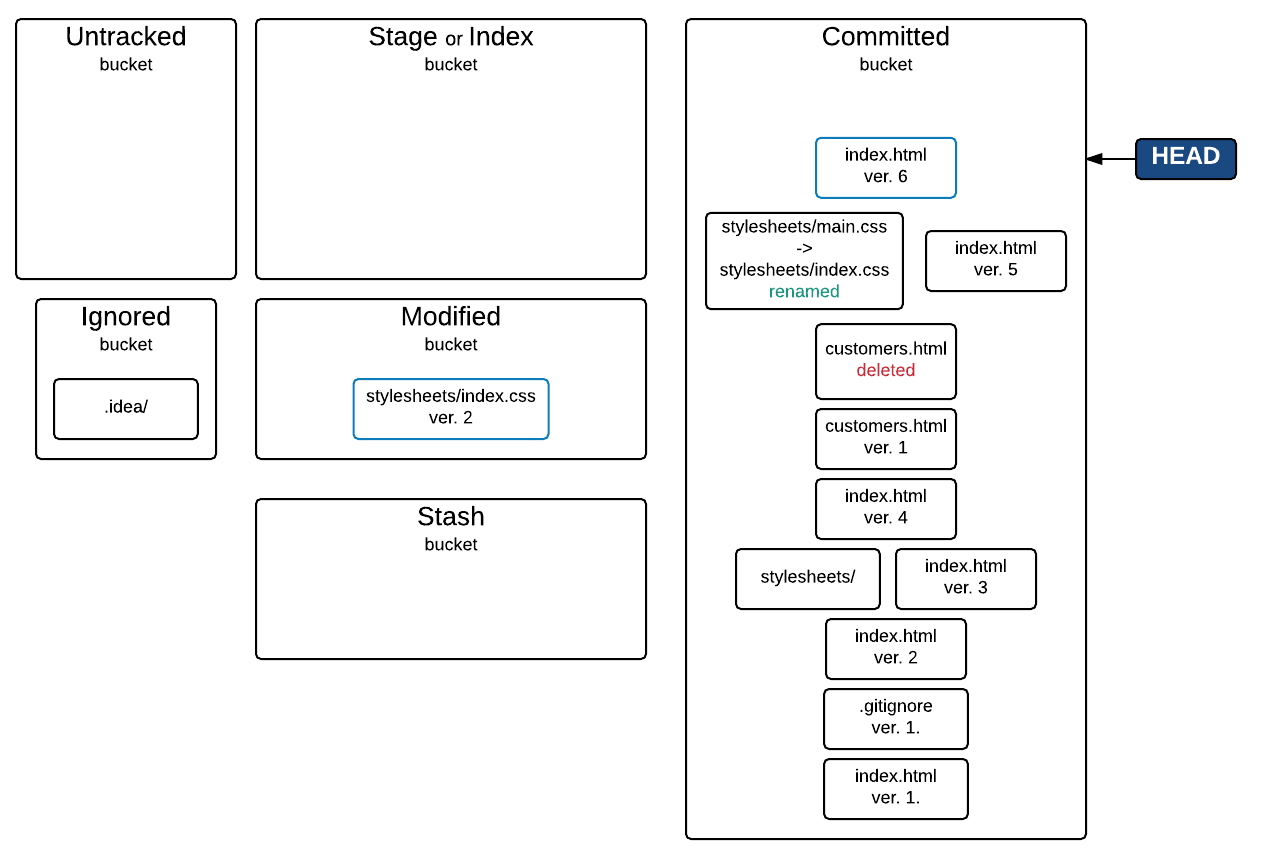 Untracked
bucket
Stage or Index
bucket
Committed
bucket
index.html
ver. 6
HEAD
stylesheets/main.css
->
stylesheets/index.css
renamed
index.html
ver. 5
Ignored
bucket
.idea/
Modified
bucket
stylesheets/index.css
ver. 2
customers.html
deleted
customers.html
ver. 1
index.html
ver. 4
Stash
bucket
stylesheets/
index.html
ver. 3
index.html
ver. 2
.gitignore
ver. 1.
index.html
ver. 1.